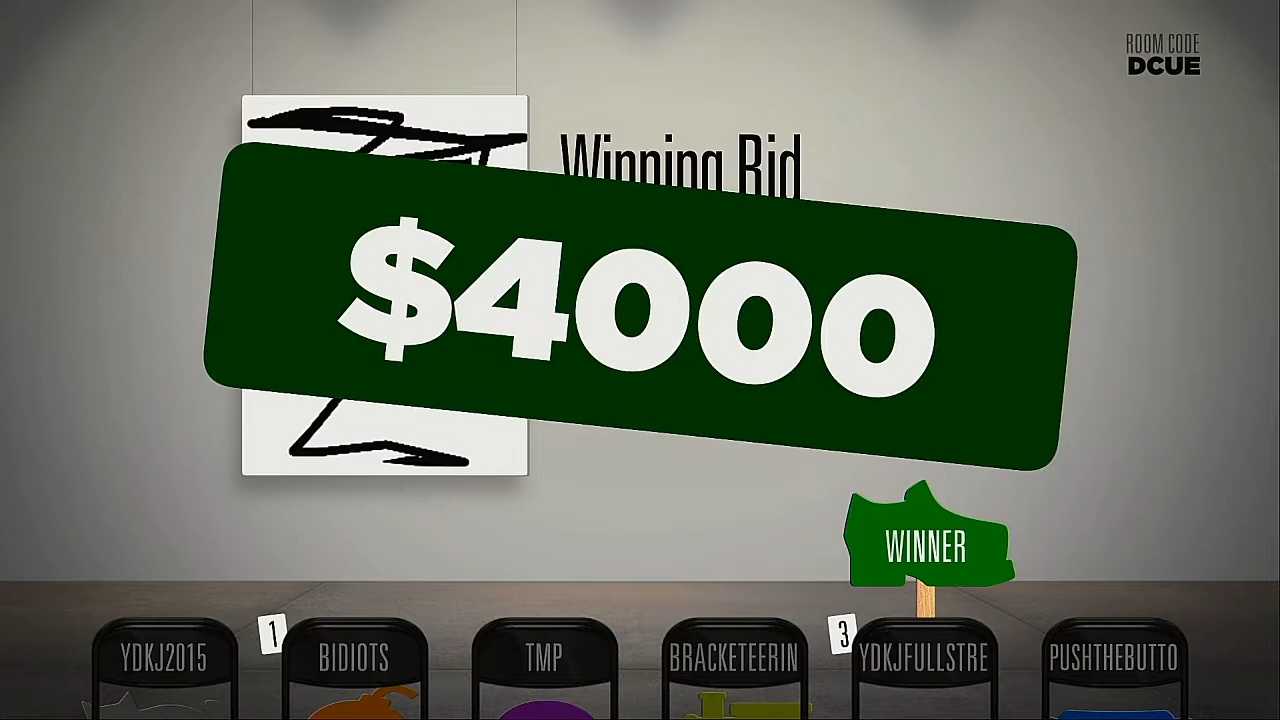 ROOM CODE
DCUE
Winning Bid
$4000
WINNER
1
3
YDKJ2015
BIDIOTS
TMP
BRACKETEERIN
YDKJFULLSTRE
PUSHTHEBUTTO